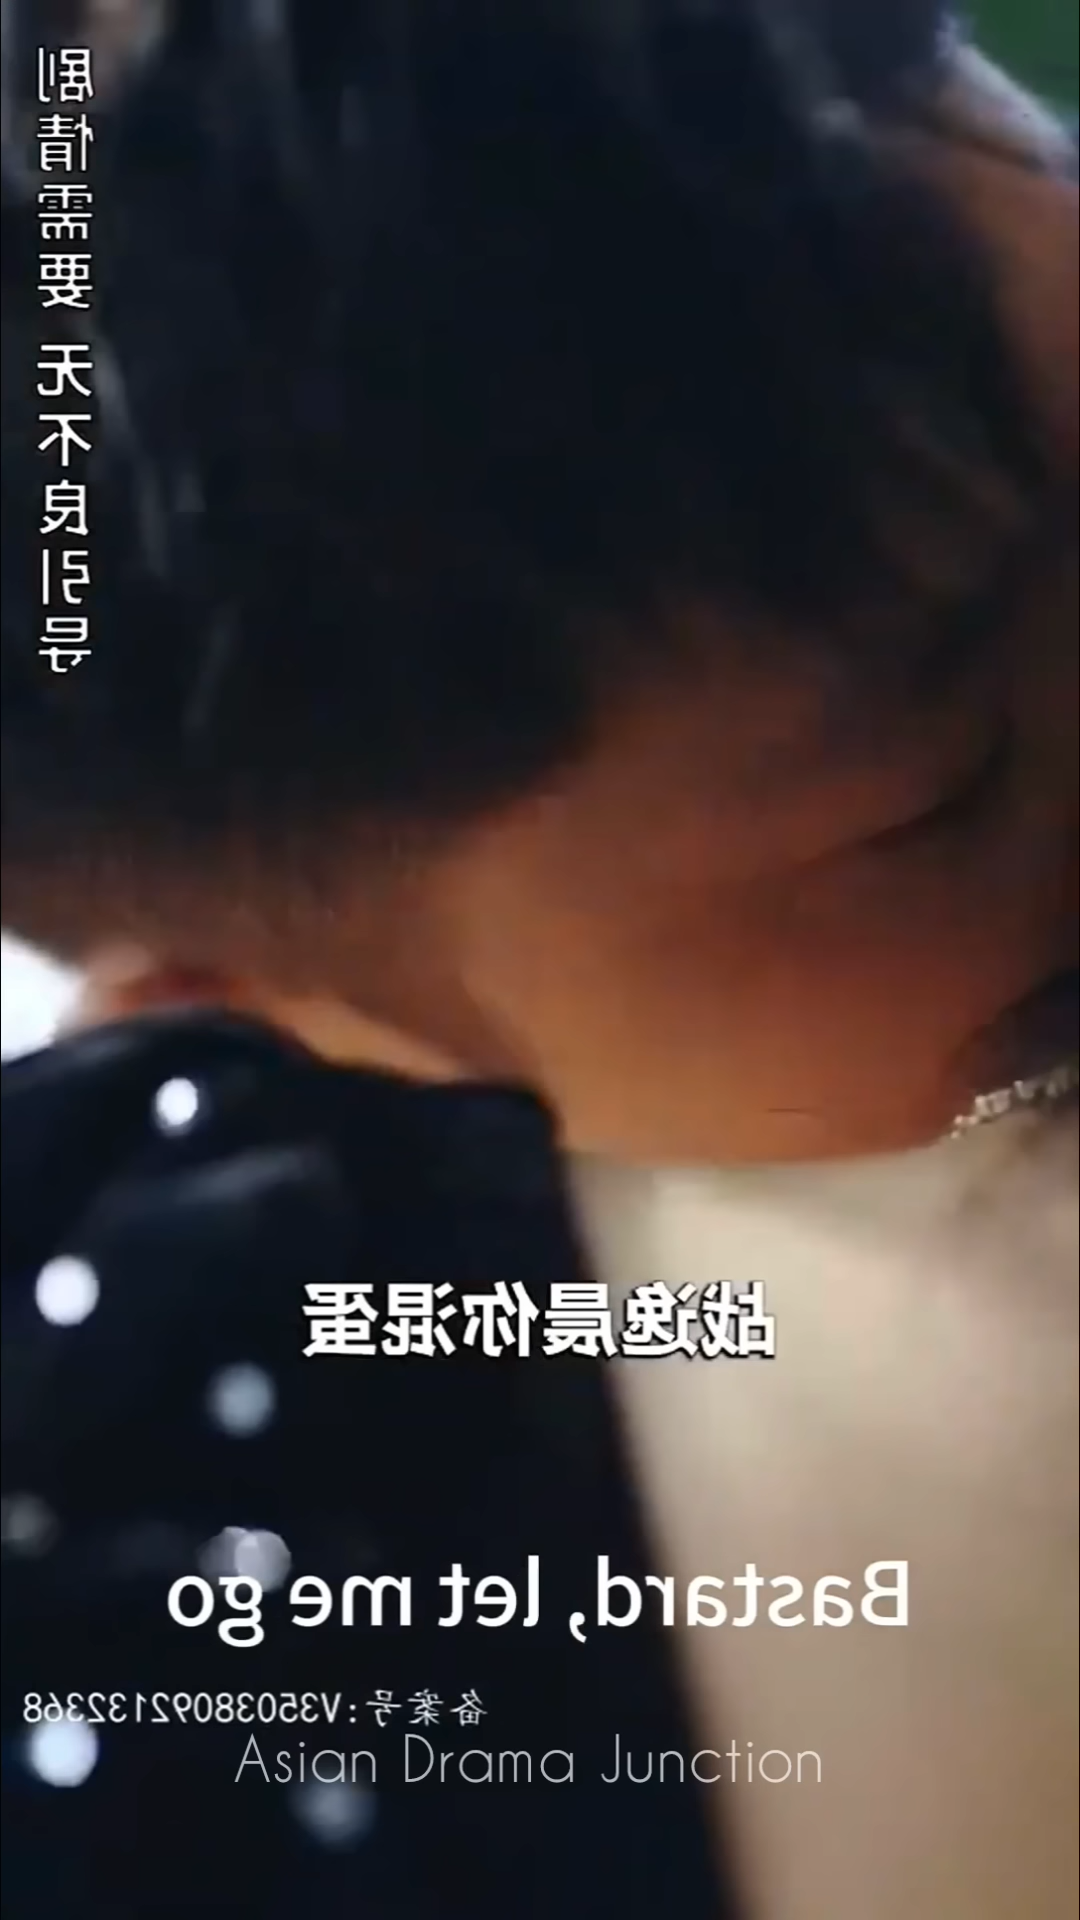 剧情需要 无不良引导
战逸晨你混蛋
Bastard, let me go
备案号:V350380921132368
Asian Drama Junction